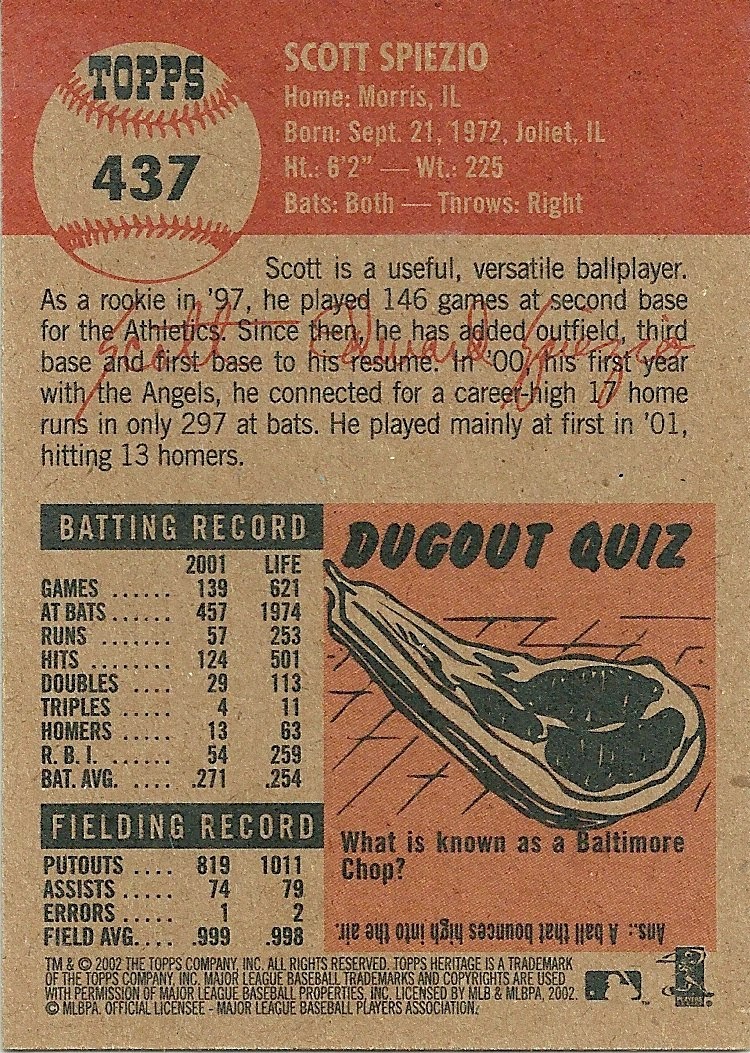 TOPPS
437
SCOTT SPIEZIO
Home: Morris, IL
Born: Sept. 21, 1972, Joliet, IL
Ht.: 6'2" — Wt.: 225
Bats: Both — Throws: Right
Scott is a useful, versatile ballplayer.
As a rookie in '97, he played 146 games at second base
for the Athletics. Since then, he has added outfield, third
base and first base to his resume. In '00, his first year
with the Angels, he connected for a career-high 17 home
runs in only 297 at bats. He played mainly at first in '01,
hitting 13 homers.
Scott Edward Spiezio
BATTING RECORD
2001 LIFE
GAMES ...... 139 621
AT BATS ...... 457 1974
RUNS ...... 57 253
HITS ........ 124 501
DOUBLES .... 29 113
TRIPLES ..... 4 11
HOMERS ..... 13 63
R. B. I. ...... 54 259
BAT. AVG. .... .271 .254
FIELDING RECORD
PUTOUTS .... 819 1011
ASSISTS ..... 74 79
ERRORS ..... 1 2
FIELD AVG.... .999 .998
DUGOUT QUIZ
What is known as a Baltimore
Chop?
Ans.: A ball that bounces high into the air.
TM & © 2002 THE TOPPS COMPANY, INC. ALL RIGHTS RESERVED. TOPPS HERITAGE IS A TRADEMARK
OF THE TOPPS COMPANY, INC. MAJOR LEAGUE BASEBALL TRADEMARKS AND COPYRIGHTS ARE USED
WITH PERMISSION OF MAJOR LEAGUE BASEBALL PROPERTIES, INC. LICENSED BY MLB & MLBPA, 2002.
© MLBPA. OFFICIAL LICENSEE - MAJOR LEAGUE BASEBALL PLAYERS ASSOCIATION.